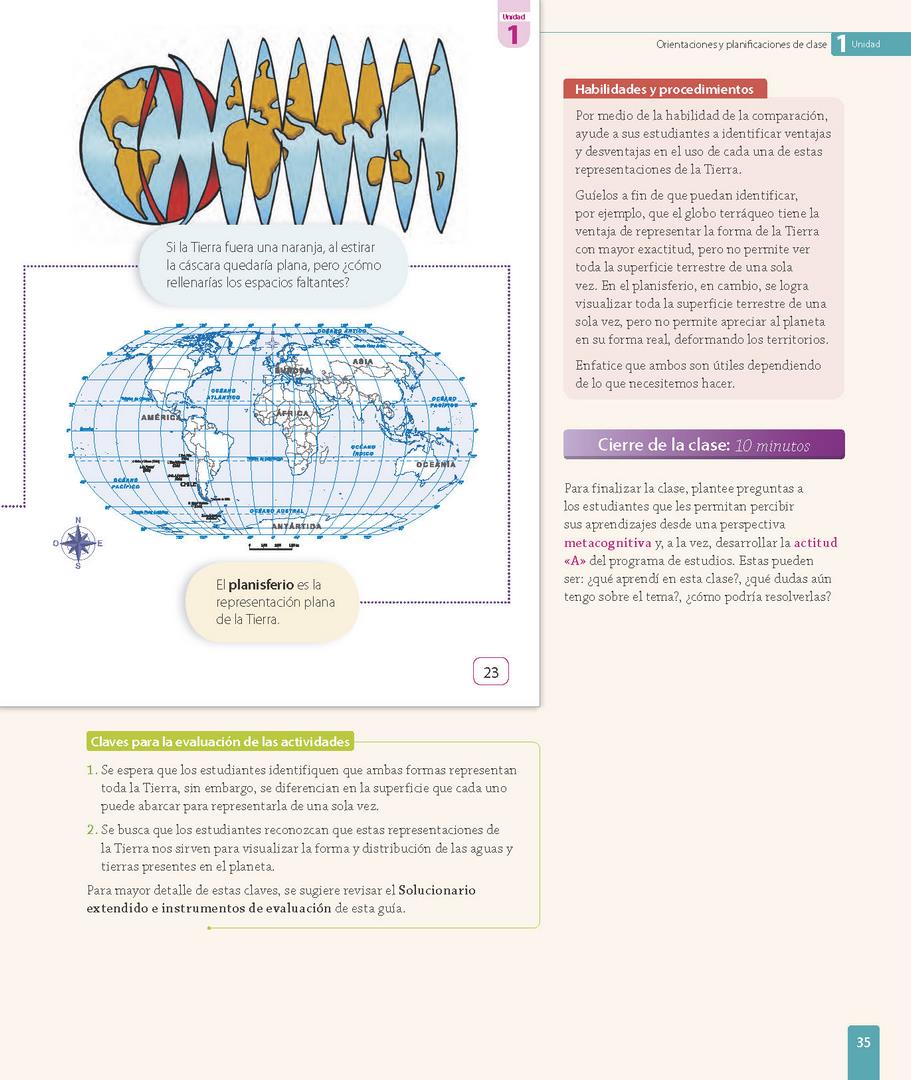 Unidad
1
Orientaciones y planificaciones de clase
1
Unidad
Si la Tierra fuera una naranja, al estirar
la cáscara quedaría plana, pero ¿cómo
rellenarías los espacios faltantes?
OCÉANO ÁRTICO
EUROPA
ASIA
OCÉANO
ATLÁNTICO
OCÉANO
PACÍFICO
AMÉRICA
ÁFRICA
OCÉANO
ÍNDICO
OCEANÍA
OCÉANO
PACÍFICO
CHILE
OCÉANO AUSTRAL
ANTÁRTIDA
N
O
E
S
El planisferio es la
representación plana
de la Tierra.
23
Habilidades y procedimientos
Por medio de la habilidad de la comparación,
ayude a sus estudiantes a identificar ventajas
y desventajas en el uso de cada una de estas
representaciones de la Tierra.
Guíelos a fin de que puedan identificar,
por ejemplo, que el globo terráqueo tiene la
ventaja de representar la forma de la Tierra
con mayor exactitud, pero no permite ver
toda la superficie terrestre de una sola
vez. En el planisferio, en cambio, se logra
visualizar toda la superficie terrestre de una
sola vez, pero no permite apreciar al planeta
en su forma real, deformando los territorios.
Enfatice que ambos son útiles dependiendo
de lo que necesitemos hacer.
Cierre de la clase: 10 minutos
Para finalizar la clase, plantee preguntas a
los estudiantes que les permitan percibir
sus aprendizajes desde una perspectiva
metacognitiva y, a la vez, desarrollar la actitud
«A» del programa de estudios. Estas pueden
ser: ¿qué aprendí en esta clase?, ¿qué dudas aún
tengo sobre el tema?, ¿cómo podría resolverlas?
Claves para la evaluación de las actividades
1. Se espera que los estudiantes identifiquen que ambas formas representan
toda la Tierra, sin embargo, se diferencian en la superficie que cada uno
puede abarcar para representarla de una sola vez.
2. Se busca que los estudiantes reconozcan que estas representaciones de
la Tierra nos sirven para visualizar la forma y distribución de las aguas y
tierras presentes en el planeta.
Para mayor detalle de estas claves, se sugiere revisar el Solucionario
extendido e instrumentos de evaluación de esta guía.
35